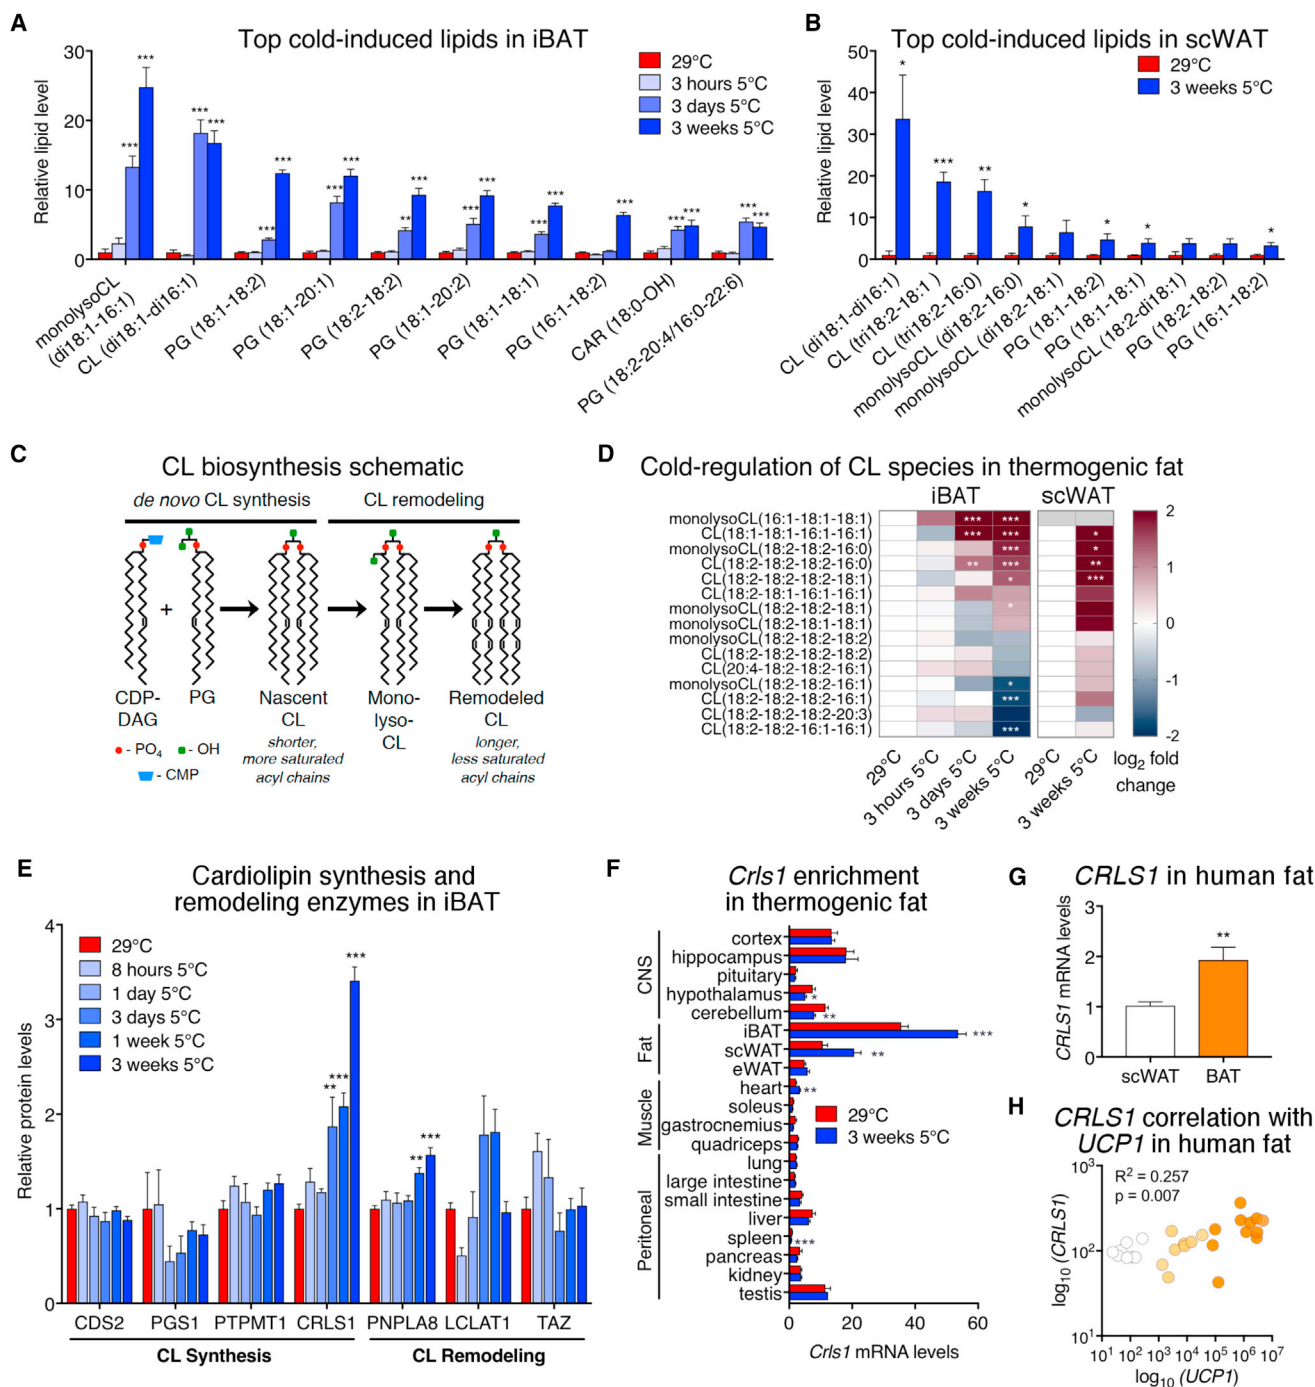 A
Top cold-induced lipids in iBAT
Relative lipid level
30
20
10
0
29°C
3 hours 5°C
3 days 5°C
3 weeks 5°C
monolysoCL
(di18:1-16:1)
CL (di18:1-di16:1)
PG (18:1-18:2)
PG (18:1-20:1)
PG (18:2-18:2)
PG (18:1-20:2)
PG (18:1-18:1)
PG (16:1-18:2)
CAR (18:0-OH)
PG (18:2-20:4/16:0-22:6)
B
Top cold-induced lipids in scWAT
Relative lipid level
50
40
30
20
10
0
29°C
3 weeks 5°C
CL (di18:1-di16:1)
CL (tri18:2-18:1)
CL (tri18:2-16:0)
monolysoCL (di18:2-16:0)
monolysoCL (di18:2-18:1)
PG (18:1-18:2)
PG (18:1-18:1)
monolysoCL (18:2-di18:1)
PG (18:2-18:2)
PG (16:1-18:2)
C
CL biosynthesis schematic
de novo CL synthesis
CL remodeling
+
CDP-
DAG
PG
Nascent
CL
shorter,
more saturated
acyl chains
Mono-
lyso-
CL
Remodeled
CL
longer,
less saturated
acyl chains
- PO4
- OH
- CMP
D
Cold-regulation of CL species in thermogenic fat
iBAT
scWAT
monolysoCL(16:1-18:1-18:1)
CL(18:1-18:1-16:1-16:1)
monolysoCL(18:2-18:2-16:0)
CL(18:2-18:2-18:2-16:0)
CL(18:2-18:2-18:2-18:1)
CL(18:2-18:1-16:1-16:1)
monolysoCL(18:2-18:2-18:1)
monolysoCL(18:2-18:1-18:1)
monolysoCL(18:2-18:2-18:2)
CL(18:2-18:2-18:2-18:2)
CL(20:4-18:2-18:2-16:1)
monolysoCL(18:2-18:2-16:1)
CL(18:2-18:2-18:2-16:1)
CL(18:2-18:2-18:2-20:3)
CL(18:2-18:2-16:1-16:1)
29°C
3 hours 5°C
3 days 5°C
3 weeks 5°C
29°C
3 weeks 5°C
2
1
0
-1
-2
log2 fold
change
E
Cardiolipin synthesis and
remodeling enzymes in iBAT
Relative protein levels
4
3
2
1
0
29°C
8 hours 5°C
1 day 5°C
3 days 5°C
1 week 5°C
3 weeks 5°C
CDS2
PGS1
PTPMT1
CRLS1
PNPLA8
LCLAT1
TAZ
CL Synthesis
CL Remodeling
F
Crls1 enrichment
in thermogenic fat
CNS
Fat
Muscle
Peritoneal
cortex
hippocampus
pituitary
hypothalamus
cerebellum
iBAT
scWAT
eWAT
heart
soleus
gastrocnemius
quadriceps
lung
large intestine
small intestine
liver
spleen
pancreas
kidney
testis
29°C
3 weeks 5°C
0
20
40
60
Crls1 mRNA levels
G
CRLS1 in human fat
CRLS1 mRNA levels
3
2
1
0
**
scWAT
BAT
H
CRLS1 correlation with
UCP1 in human fat
log10 (CRLS1)
10³
10²
10¹
R² = 0.257
p = 0.007
10¹ 10² 10³ 10⁴ 10⁵ 10⁶ 10⁷
log10 (UCP1)